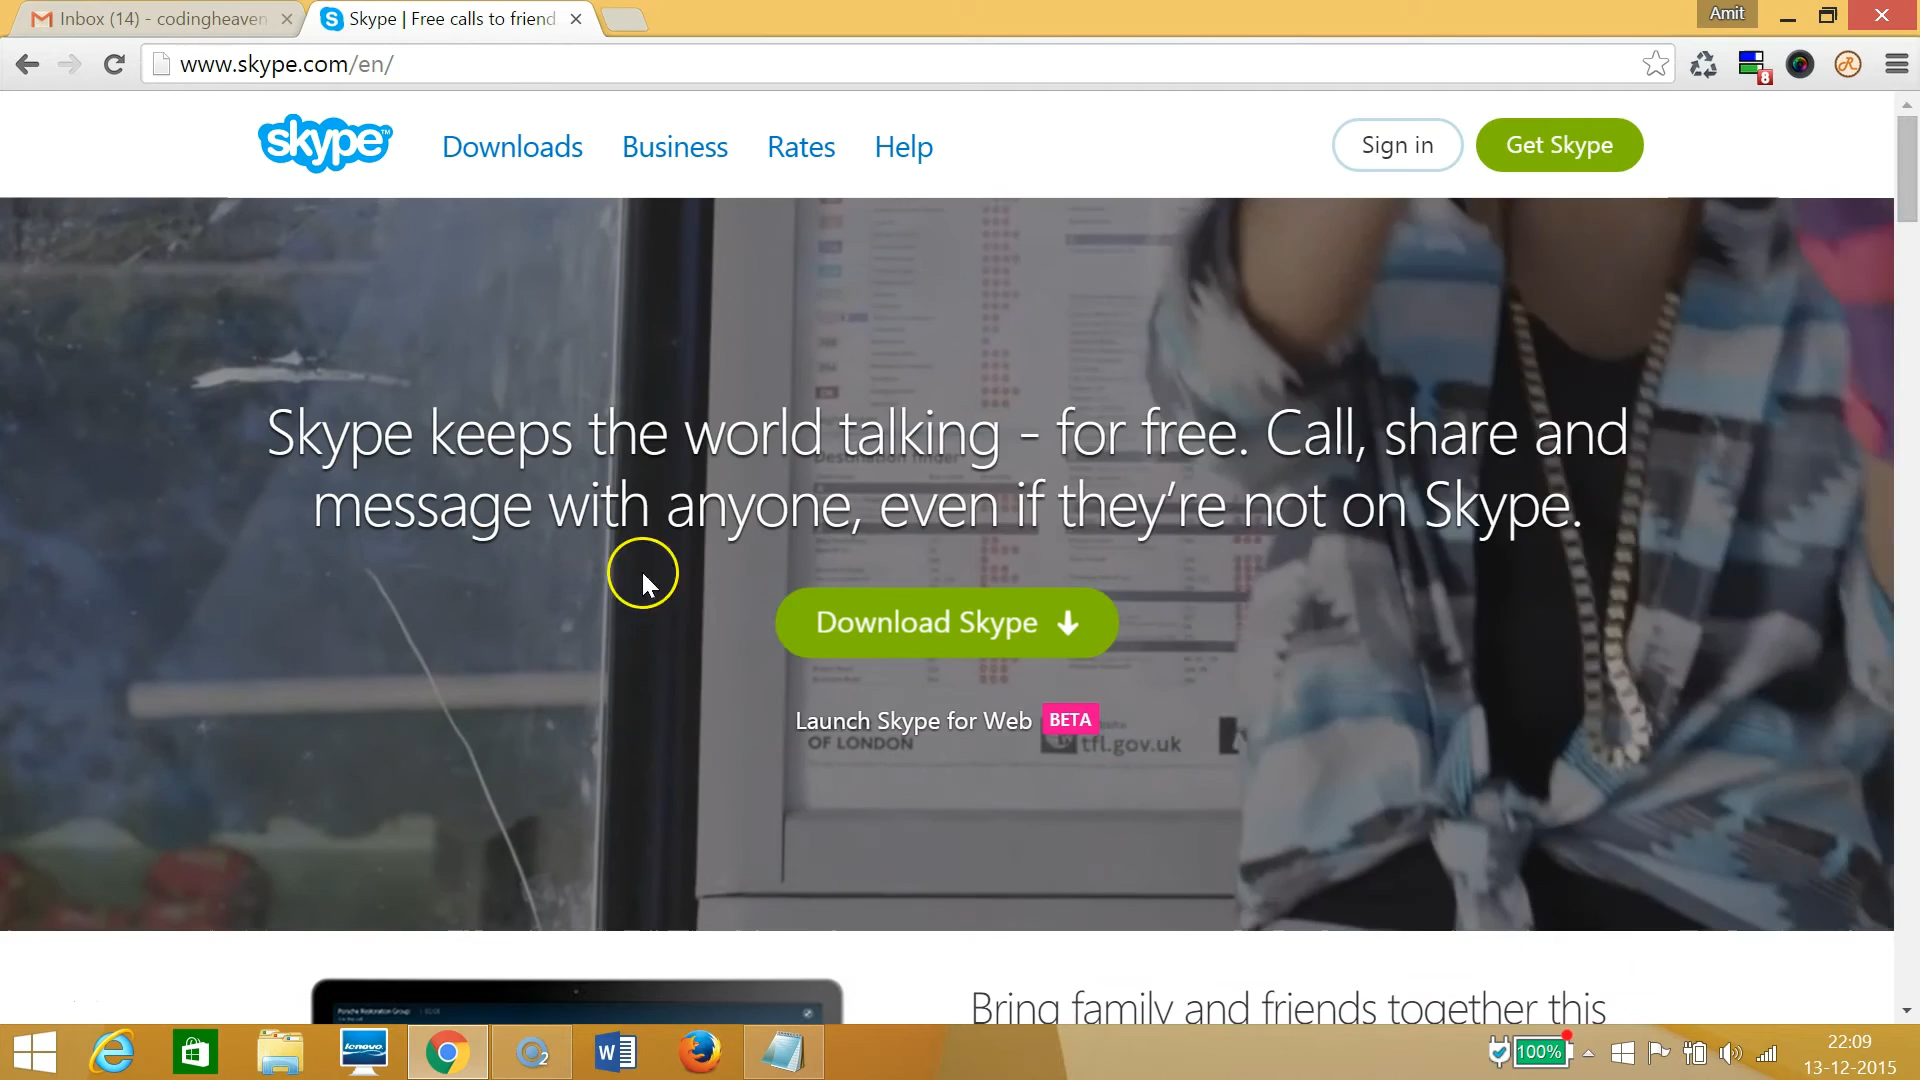 Inbox (14) - codingheaven
Skype | Free calls to friend
Amit
www.skype.com/en/
8
skype™
Downloads
Business
Rates
Help
Sign in
Get Skype
Skype keeps the world talking - for free. Call, share and
message with anyone, even if they're not on Skype.
Download Skype
Launch Skype for Web BETA
OF LONDON
tfl.gov.uk
Bring family and friends together this
lenovo
100%
22:09
13-12-2015